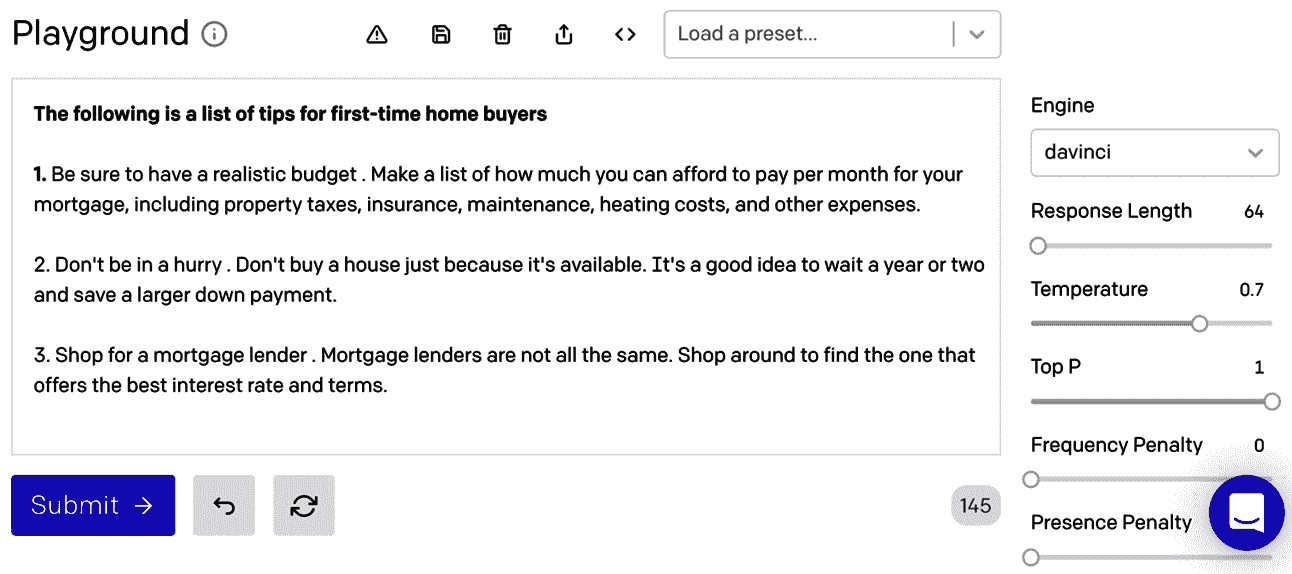 Playground
Load a preset...
The following is a list of tips for first-time home buyers
1. Be sure to have a realistic budget . Make a list of how much you can afford to pay per month for your
mortgage, including property taxes, insurance, maintenance, heating costs, and other expenses.
2. Don't be in a hurry . Don't buy a house just because it's available. It's a good idea to wait a year or two
and save a larger down payment.
3. Shop for a mortgage lender . Mortgage lenders are not all the same. Shop around to find the one that
offers the best interest rate and terms.
Submit
145
Engine
davinci
Response Length 64
Temperature 0.7
Top P 1
Frequency Penalty 0
Presence Penalty